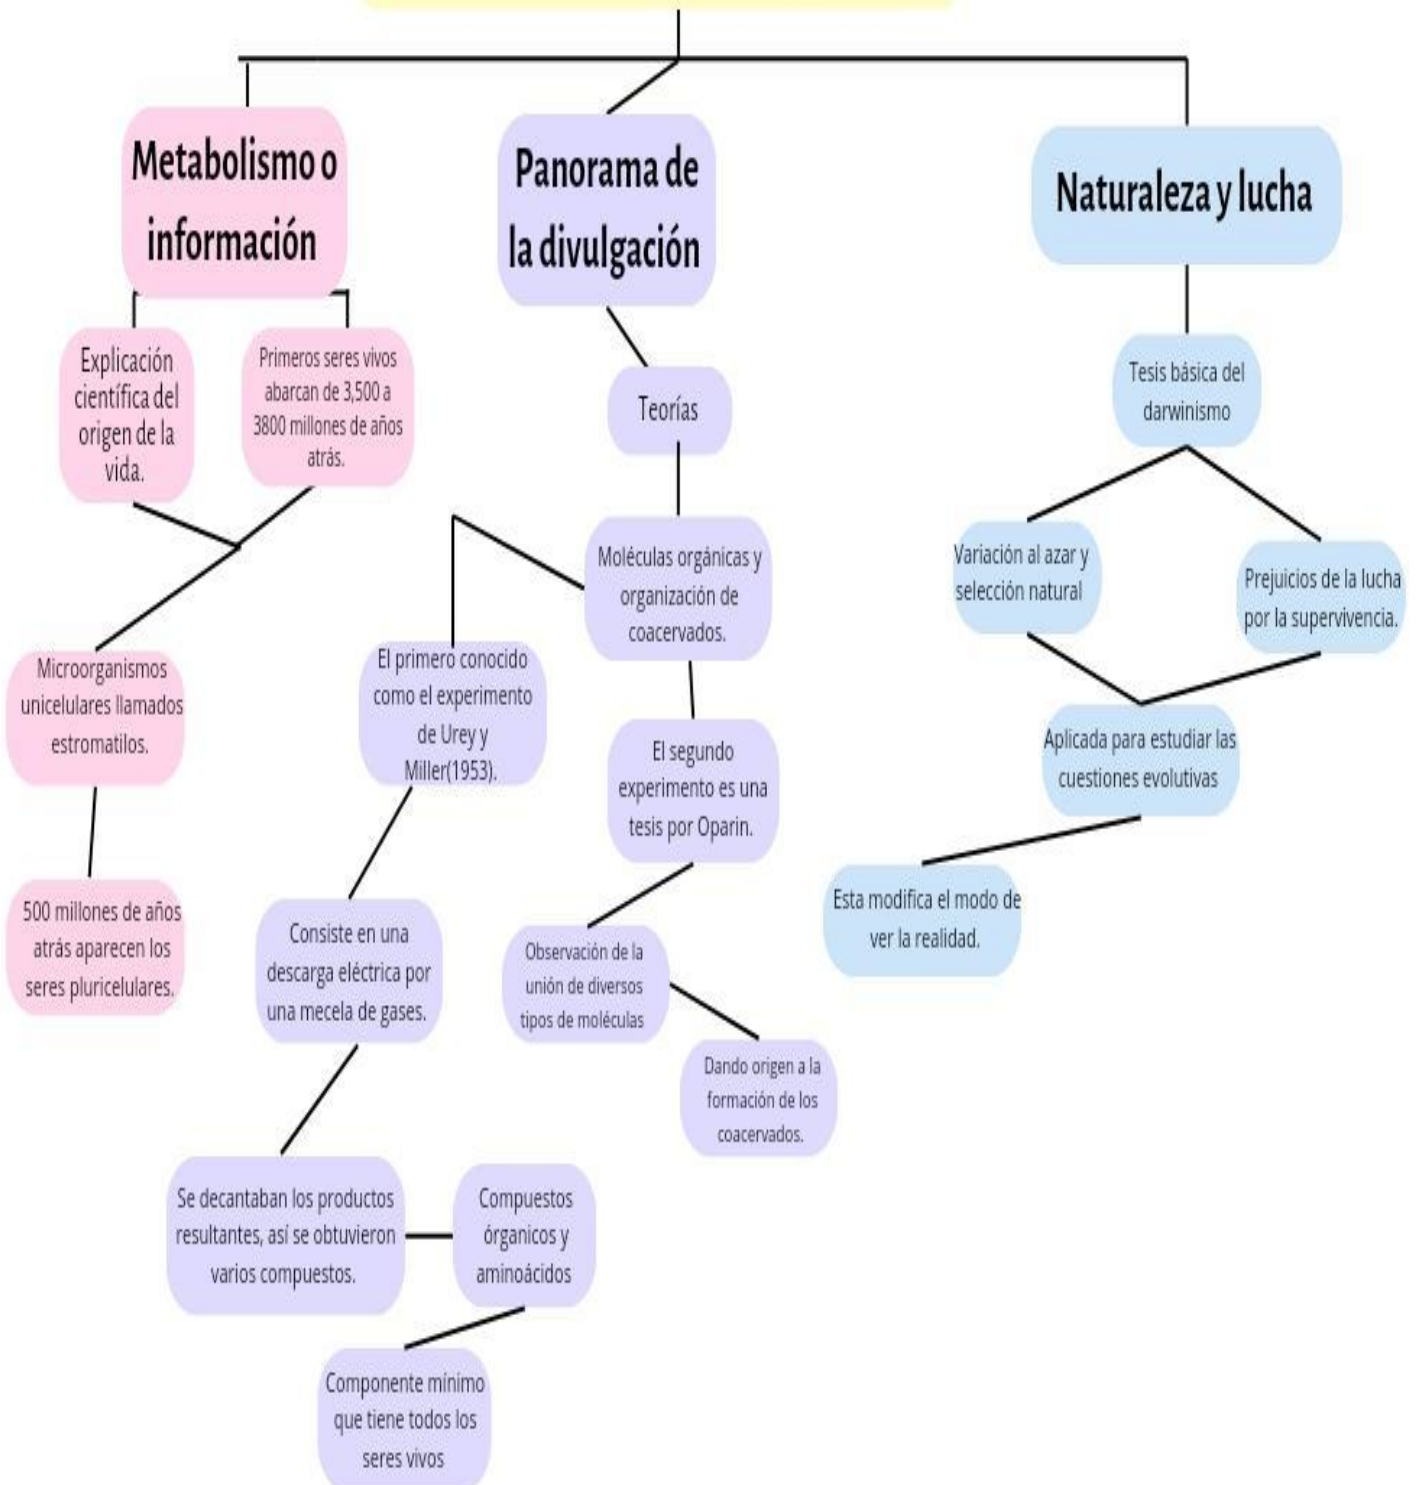 Metabolismo o
información
Explicación
científica del
origen de la
vida.
Primeros seres vivos
abarcan de 3,500 a
3800 millones de años
atrás.
Microorganismos
unicelulares llamados
estromatilos.
500 millones de años
atrás aparecen los
seres pluricelulares.
Panorama de
la divulgación
Teorías
Moléculas orgánicas y
organización de
coacervados.
El primero conocido
como el experimento
de Urey y
Miller(1953).
Consiste en una
descarga eléctrica por
una mecela de gases.
Se decantaban los productos
resultantes, así se obtuvieron
varios compuestos.
Compuestos
órganicos y
aminoácidos
Componente mínimo
que tiene todos los
seres vivos
El segundo
experimento es una
tesis por Oparin.
Observación de la
unión de diversos
tipos de moléculas
Dando origen a la
formación de los
coacervados.
Naturaleza y lucha
Tesis básica del
darwinismo
Variación al azar y
selección natural
Prejuicios de la lucha
por la supervivencia.
Aplicada para estudiar las
cuestiones evolutivas
Esta modifica el modo de
ver la realidad.